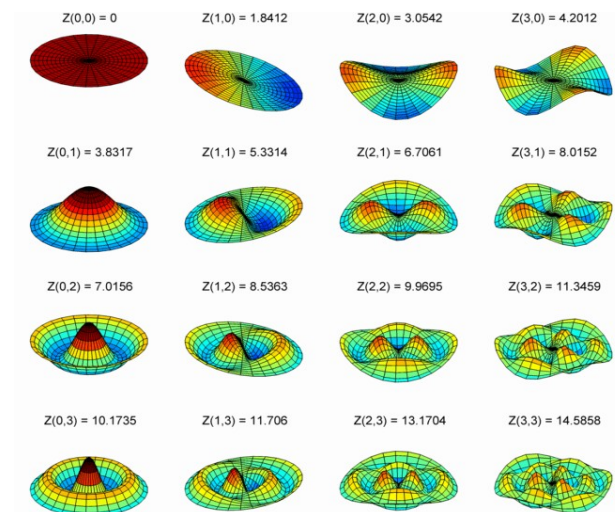 Z(0,0) = 0 Z(1,0) = 1.8412 Z(2,0) = 3.0542 Z(3,0) = 4.2012
Z(0,1) = 3.8317 Z(1,1) = 5.3314 Z(2,1) = 6.7061 Z(3,1) = 8.0152
Z(0,2) = 7.0156 Z(1,2) = 8.5363 Z(2,2) = 9.9695 Z(3,2) = 11.3459
Z(0,3) = 10.1735 Z(1,3) = 11.706 Z(2,3) = 13.1704 Z(3,3) = 14.5858